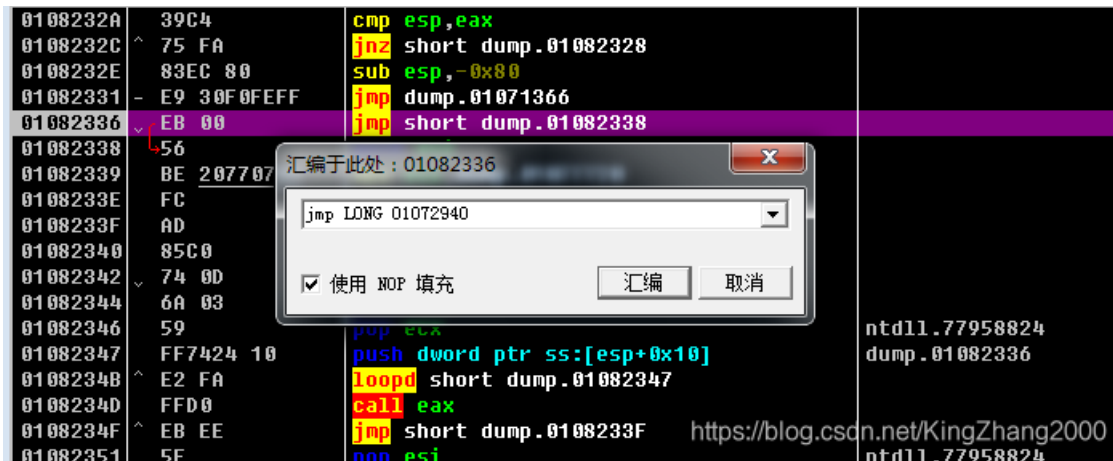 0108232A 39C4 cmp esp,eax
0108232C ^ 75 FA jnz short dump.01082328
0108232E 83EC 80 sub esp,-0x80
01082331 - E9 30F0FEFF jmp dump.01071366
01082336 EB 00 jmp short dump.01082338
01082338 56
汇编于此处:01082336
01082339 BE 207707
jmp LONG 01072940
0108233E FC
0108233F AD
01082340 85C0
01082342 74 0D
使用 NOP 填充 汇编 取消
01082344 6A 03
01082346 59 pop ecx ntdll.77958824
01082347 FF7424 10 push dword ptr ss:[esp+0x10] dump.01082336
0108234B ^ E2 FA loopd short dump.01082347
0108234D FFD0 call eax
0108234F ^ EB EE jmp short dump.0108233F
https://blog.csdn.net/KingZhang2000
01082351 5E pop esi ntdll.77958824